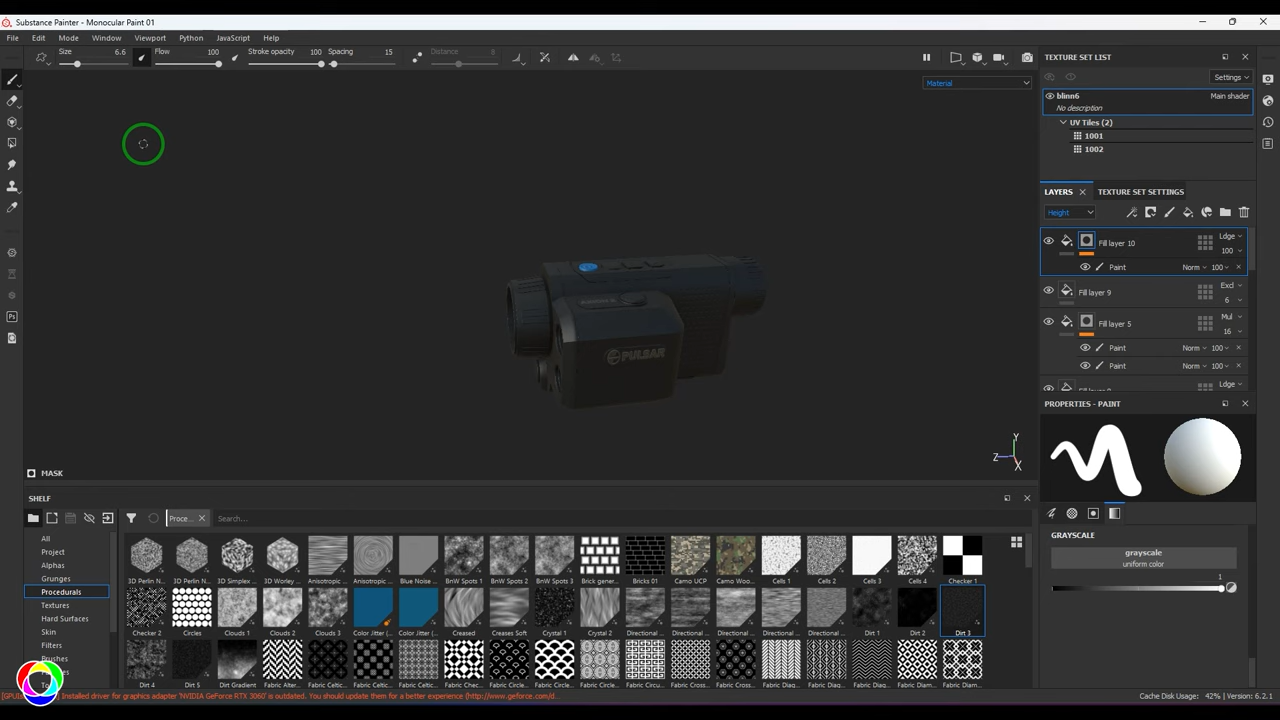 Substance Painter - Monocular Paint 01
File Edit Mode Window Viewport Python JavaScript Help
Size 6.6 Flow 100 Stroke opacity 100 Spacing 15 Distance 8
Material
TEXTURE SET LIST
Settings
blinn6 Main shader
No description
UV Tiles (2)
1001
1002
LAYERS TEXTURE SET SETTINGS
Height
Fill layer 10 Ldge 100
Paint Norm 100
Fill layer 9 Excl 6
Fill layer 5 Mul 16
Paint Norm 100
Paint Norm 100
Ldge
PROPERTIES - PAINT
PULSAR
Y
Z
X
MASK
SHELF
Proce...
Search...
GRAYSCALE
grayscale
uniform color
1
All
Project
Alphas
Grunges
Procedurals
Textures
Hard Surfaces
Skin
Filters
Brushes
3D Perlin N... 3D Perlin N... 3D Simplex ... 3D Worley ... Anisotropic ... Anisotropic ... Blue Noise ... BnW Spots 1 BnW Spots 2 BnW Spots 3 Brick gener... Bricks 01 Camo UCP Camo Woo... Cells 1 Cells 2 Cells 3 Cells 4 Checker 1
Checker 2 Circles Clouds 1 Clouds 2 Clouds 3 Color Jitter (... Color Jitter (... Creased Creases Soft Crystal 1 Crystal 2 Directional ... Directional ... Directional ... Directional ... Directional ... Dirt 1 Dirt 2 Dirt 3
Dirt 4 Dirt 5 Dirt Gradient Fabric Alter... Fabric Celtic... Fabric Celtic... Fabric Chec... Fabric Circle... Fabric Circle... Fabric Circle... Fabric Circu... Fabric Cross... Fabric Cros... Fabric Diag... Fabric Diag... Fabric Diag... Fabric Diam... Fabric Diam...
[GPU] Installed driver for graphics adapter 'NVIDIA GeForce RTX 3060' is outdated. You should update them for a better experience (http://www.geforce.com/d...
Cache Disk Usage: 42% | Version: 6.2.1